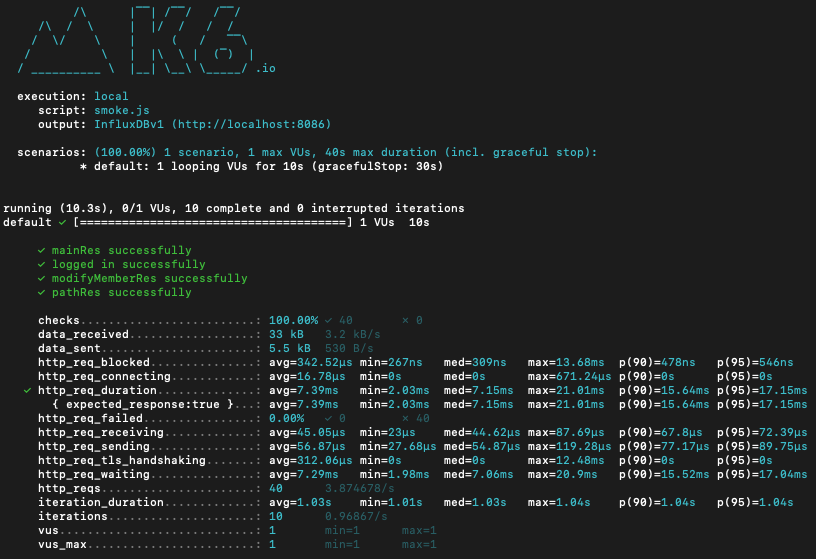 /\      |‾‾| /‾‾/   /‾‾/
     /\  /  \     |  |/  /   /  /
    /  \/    \    |     (   /   ‾‾\
   /          \   |  |\  \ |  (‾)  |
  / __________ \  |__| \__\ \_____/ .io
execution: local
script: smoke.js
output: InfluxDBv1 (http://localhost:8086)
scenarios: (100.00%) 1 scenario, 1 max VUs, 40s max duration (incl. graceful stop):
* default: 1 looping VUs for 10s (gracefulStop: 30s)
running (10.3s), 0/1 VUs, 10 complete and 0 interrupted iterations
default ✓ [======================================] 1 VUs  10s
✓ mainRes successfully
✓ logged in successfully
✓ modifyMemberRes successfully
✓ pathRes successfully
checks.........................: 100.00% ✓ 40       ✗ 0
data_received..................: 33 kB   3.2 kB/s
data_sent......................: 5.5 kB  530 B/s
http_req_blocked...............: avg=342.52µs min=267ns   med=309ns   max=13.68ms  p(90)=478ns   p(95)=546ns
http_req_connecting............: avg=16.78µs  min=0s      med=0s      max=671.24µs p(90)=0s      p(95)=0s
✓ http_req_duration..............: avg=7.39ms   min=2.03ms  med=7.15ms  max=21.01ms  p(90)=15.64ms p(95)=17.15ms
{ expected_response:true }...: avg=7.39ms   min=2.03ms  med=7.15ms  max=21.01ms  p(90)=15.64ms p(95)=17.15ms
http_req_failed................: 0.00%   ✓ 0        ✗ 40
http_req_receiving.............: avg=45.05µs  min=23µs    med=44.62µs max=87.69µs  p(90)=67.8µs  p(95)=72.39µs
http_req_sending...............: avg=56.87µs  min=27.68µs med=54.87µs max=119.28µs p(90)=77.17µs p(95)=89.75µs
http_req_tls_handshaking.......: avg=312.06µs min=0s      med=0s      max=12.48ms  p(90)=0s      p(95)=0s
http_req_waiting...............: avg=7.29ms   min=1.98ms  med=7.06ms  max=20.9ms   p(90)=15.52ms p(95)=17.04ms
http_reqs......................: 40      3.874678/s
iteration_duration.............: avg=1.03s    min=1.01s   med=1.03s   max=1.04s    p(90)=1.04s   p(95)=1.04s
iterations.....................: 10      0.96867/s
vus............................: 1       min=1      max=1
vus_max........................: 1       min=1      max=1